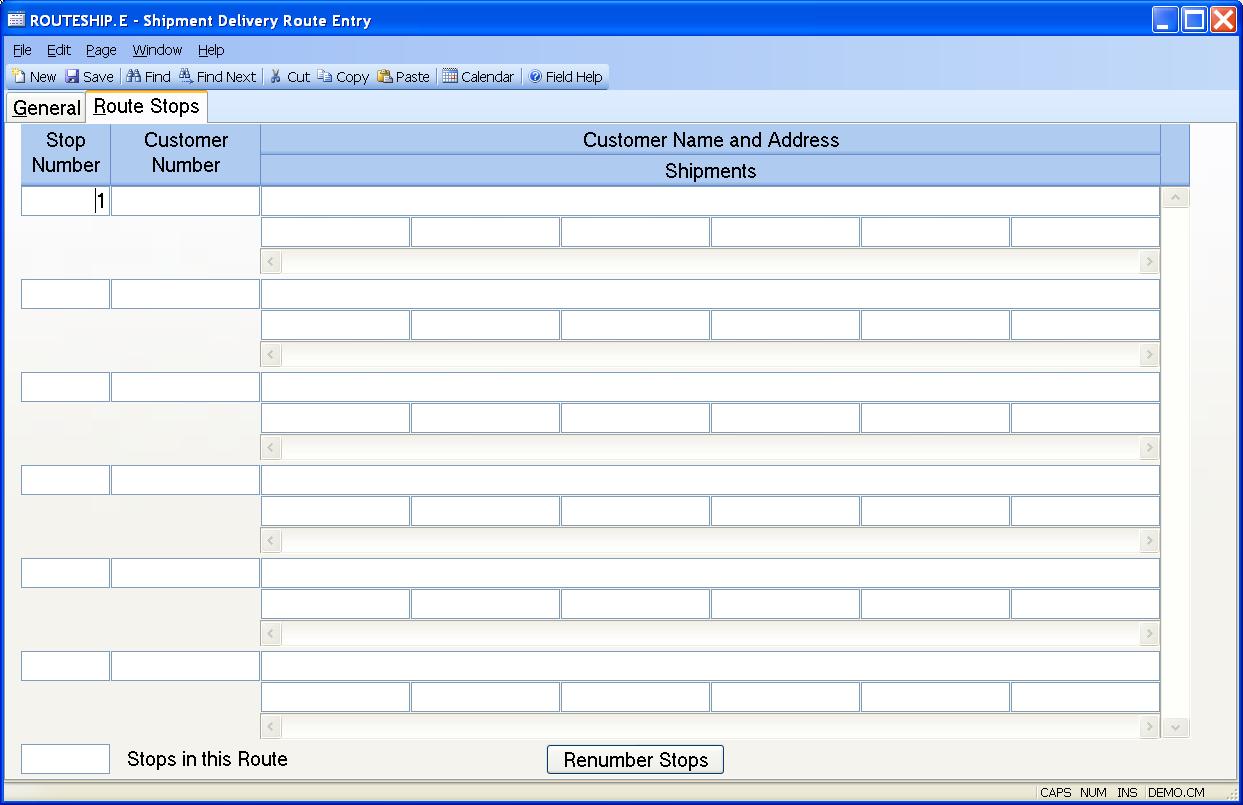 ROUTESHIP.E - Shipment Delivery Route Entry
File Edit Page Window Help
New Save Find Find Next Cut Copy Paste Calendar Field Help
General Route Stops
Stop Number Customer Number Customer Name and Address
Shipments
1
Stops in this Route Renumber Stops
CAPS NUM INS DEMO.CM